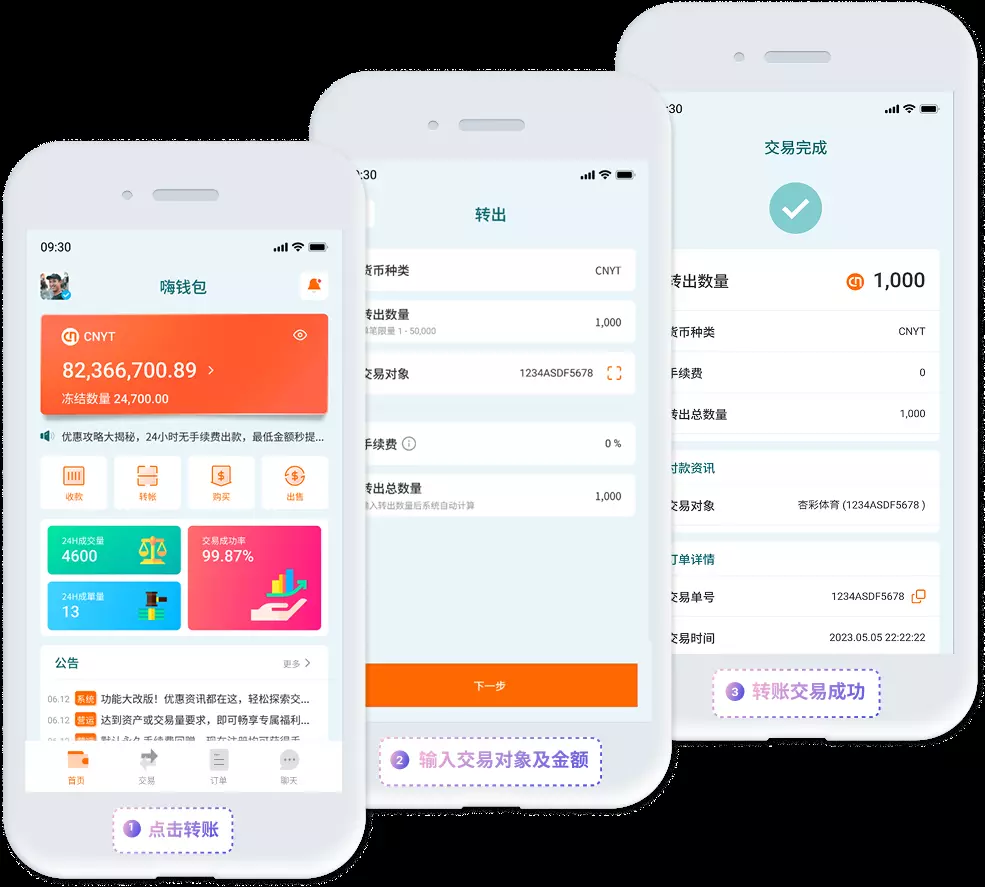 09:30
嗨钱包
CNYT
82,366,700.89
冻结数量 24,700.00
优惠攻略大揭秘，24小时无手续费出款，最低金额秒提...
收款
转帐
购买
出售
24H成交量
4600
24H成單量
13
交易成功率
99.87%
公告
更多
06.12 系统 功能大改版！优惠资讯都在这，轻松探索交...
06.12 营运 达到资产或交易量要求，即可畅享专属福利...
首页
交易
订单
聊天
1 点击转账
:30
转出
货币种类 CNYT
转出数量 1,000
单笔限量 1 - 50,000
交易对象 1234ASDF5678
手续费 0 %
转出总数量 1,000
输入转出数量后系统自动计算
下一步
2 输入交易对象及金额
:30
交易完成
转出数量 1,000
货币种类 CNYT
手续费 0
转出总数量 1,000
付款资讯
交易对象 杏彩体育 (1234ASDF5678 )
订单详情
交易单号 1234ASDF5678
交易时间 2023.05.05 22:22:22
3 转账交易成功